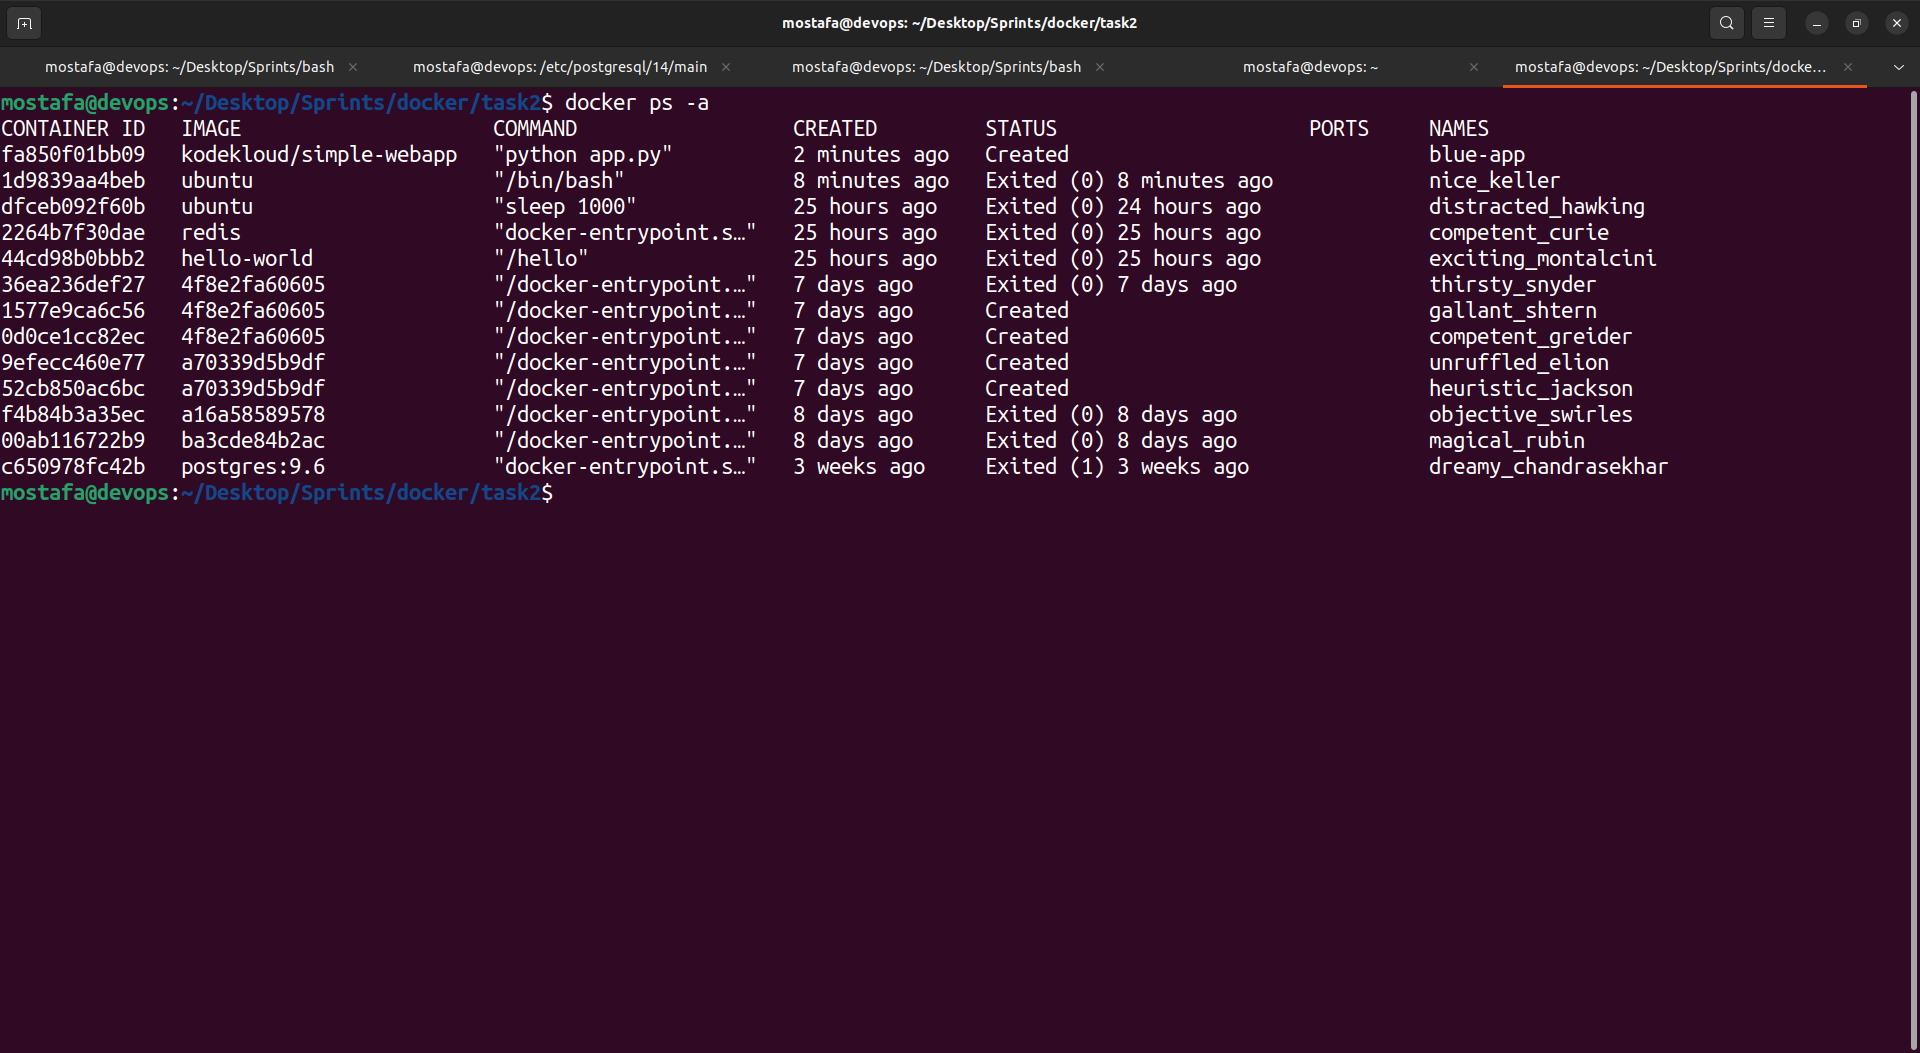 mostafa@devops: ~/Desktop/Sprints/docker/task2
mostafa@devops: ~/Desktop/Sprints/bash mostafa@devops: /etc/postgresql/14/main mostafa@devops: ~/Desktop/Sprints/bash mostafa@devops: ~ mostafa@devops: ~/Desktop/Sprints/docke...
mostafa@devops:~/Desktop/Sprints/docker/task2$ docker ps -a
CONTAINER ID IMAGE COMMAND CREATED STATUS PORTS NAMES
fa850f01bb09 kodekloud/simple-webapp "python app.py" 2 minutes ago Created blue-app
1d9839aa4beb ubuntu "/bin/bash" 8 minutes ago Exited (0) 8 minutes ago nice_keller
dfceb092f60b ubuntu "sleep 1000" 25 hours ago Exited (0) 24 hours ago distracted_hawking
2264b7f30dae redis "docker-entrypoint.s…" 25 hours ago Exited (0) 25 hours ago competent_curie
44cd98b0bbb2 hello-world "/hello" 25 hours ago Exited (0) 25 hours ago exciting_montalcini
36ea236def27 4f8e2fa60605 "/docker-entrypoint.…" 7 days ago Exited (0) 7 days ago thirsty_snyder
1577e9ca6c56 4f8e2fa60605 "/docker-entrypoint.…" 7 days ago Created gallant_shtern
0d0ce1cc82ec 4f8e2fa60605 "/docker-entrypoint.…" 7 days ago Created competent_greider
9efecc460e77 a70339d5b9df "/docker-entrypoint.…" 7 days ago Created unruffled_elion
52cb850ac6bc a70339d5b9df "/docker-entrypoint.…" 7 days ago Created heuristic_jackson
f4b84b3a35ec a16a58589578 "/docker-entrypoint.…" 8 days ago Exited (0) 8 days ago objective_swirles
00ab116722b9 ba3cde84b2ac "/docker-entrypoint.…" 8 days ago Exited (0) 8 days ago magical_rubin
c650978fc42b postgres:9.6 "docker-entrypoint.s…" 3 weeks ago Exited (1) 3 weeks ago dreamy_chandrasekhar
mostafa@devops:~/Desktop/Sprints/docker/task2$